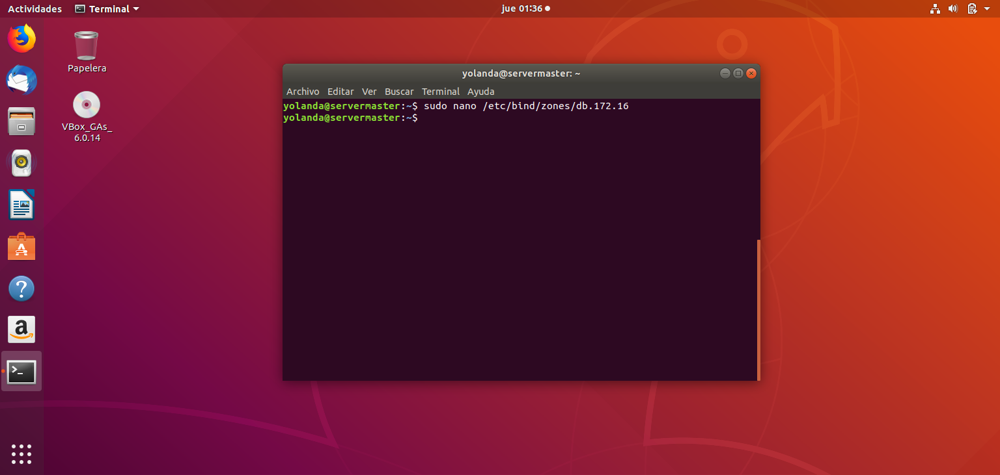 Actividades
Terminal
jue 01:36
Papelera
VBox_GAs_
6.0.14
yolanda@servermaster: ~
Archivo Editar Ver Buscar Terminal Ayuda
yolanda@servermaster:~$ sudo nano /etc/bind/zones/db.172.16
yolanda@servermaster:~$